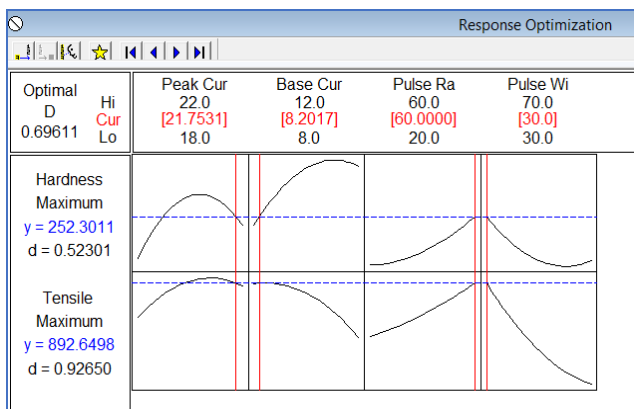 Response Optimization
Optimal
D
0.69611
Hi
Cur
Lo
Peak Cur
22.0
[21.7531]
18.0
Base Cur
12.0
[8.2017]
8.0
Pulse Ra
60.0
[60.0000]
20.0
Pulse Wi
70.0
[30.0]
30.0
Hardness
Maximum
y = 252.3011
d = 0.52301
Tensile
Maximum
y = 892.6498
d = 0.92650